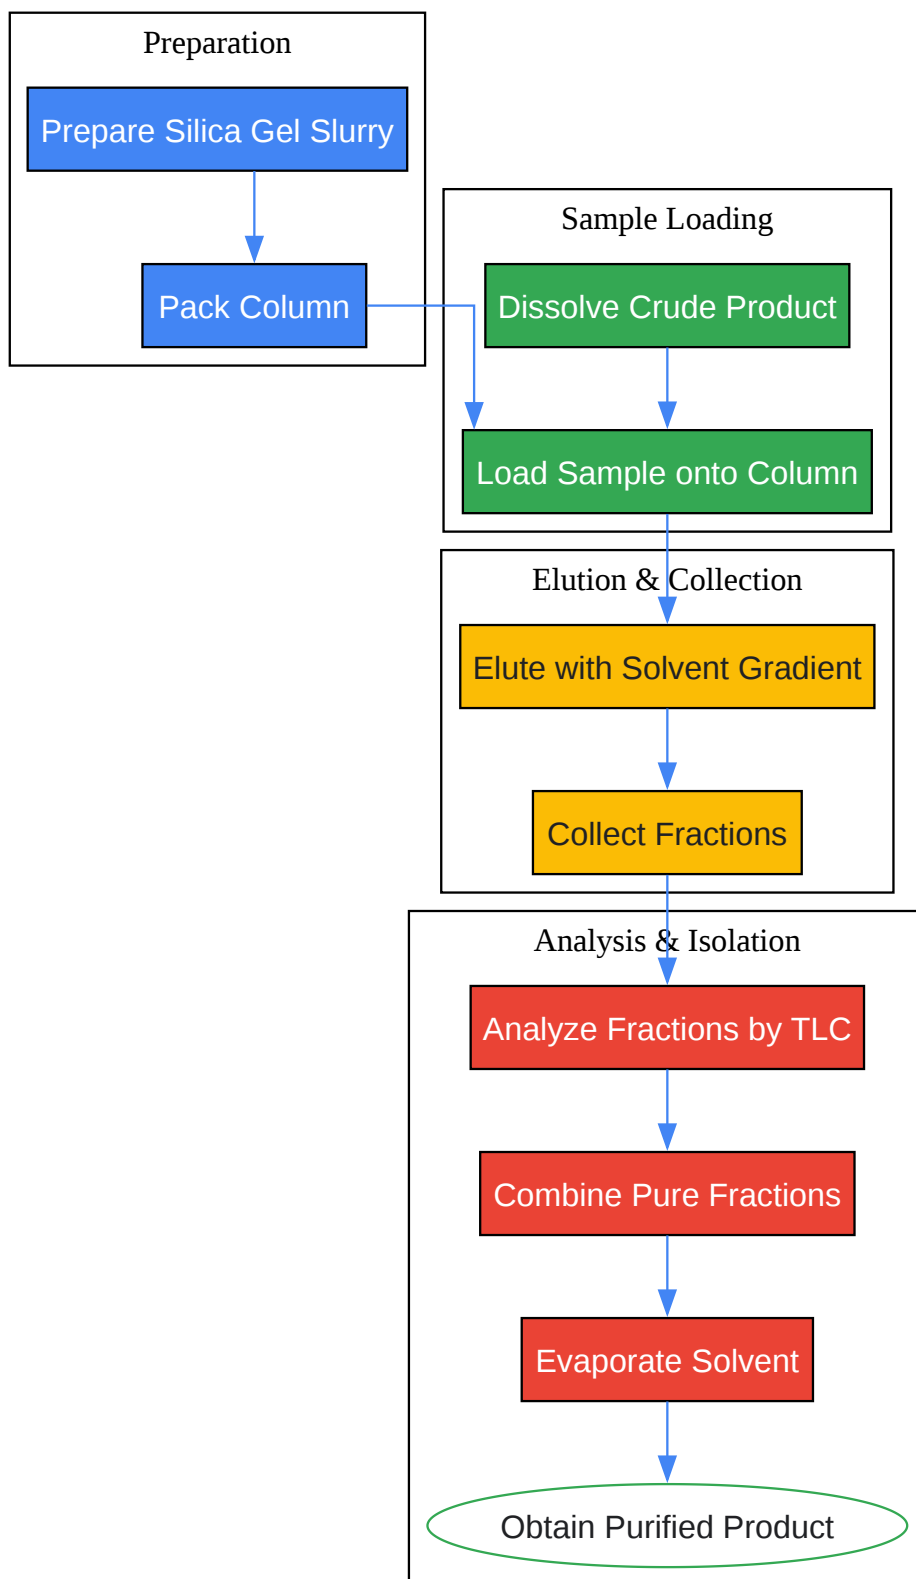 Preparation
Prepare Silica Gel Slurry
Pack Column
Sample Loading
Dissolve Crude Product
Load Sample onto Column
Elution & Collection
Elute with Solvent Gradient
Collect Fractions
Analysis & Isolation
Analyze Fractions by TLC
Combine Pure Fractions
Evaporate Solvent
Obtain Purified Product